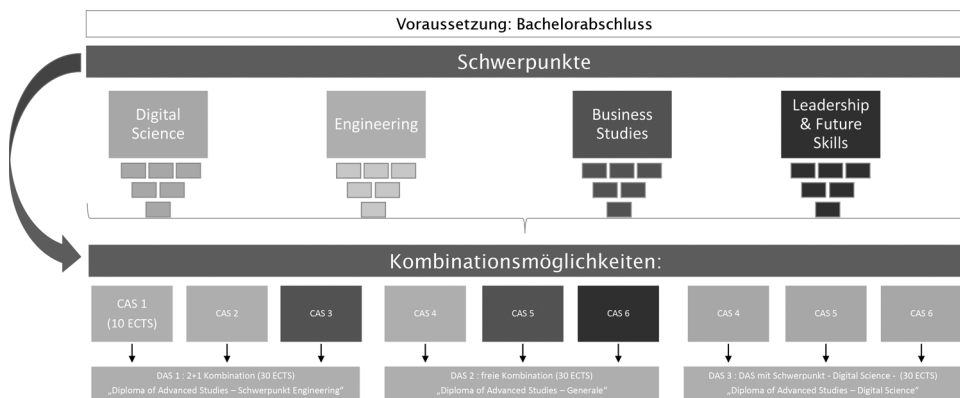 Voraussetzung: Bachelorabschluss
Schwerpunkte
Digital
Science
Engineering
Business
Studies
Leadership
& Future
Skills
Kombinationsmöglichkeiten:
CAS 1
(10 ECTS)
CAS 2
CAS 3
CAS 4
CAS 5
CAS 6
CAS 4
CAS 5
CAS 6
DAS 1 : 2+1 Kombination (30 ECTS)
„Diploma of Advanced Studies – Schwerpunkt Engineering“
DAS 2 : freie Kombination (30 ECTS)
„Diploma of Advanced Studies – Generale“
DAS 3 : DAS mit Schwerpunkt - Digital Science - (30 ECTS)
„Diploma of Advanced Studies – Digital Science“